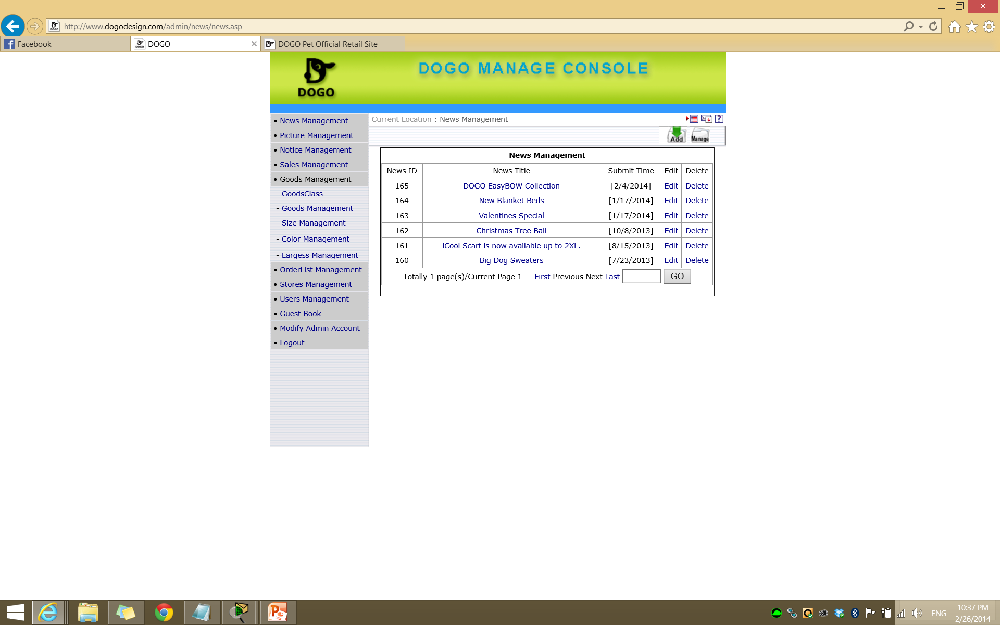 http://www.dogodesign.com/admin/news/news.asp
Facebook
DOGO
DOGO Pet Official Retail Site
DOGO
DOGO MANAGE CONSOLE
• News Management
• Picture Management
• Notice Management
• Sales Management
• Goods Management
- GoodsClass
- Goods Management
- Size Management
- Color Management
- Largess Management
• OrderList Management
• Stores Management
• Users Management
• Guest Book
• Modify Admin Account
• Logout
Current Location : News Management
Add Manage
News Management
News ID News Title Submit Time Edit Delete
165 DOGO EasyBOW Collection [2/4/2014] Edit Delete
164 New Blanket Beds [1/17/2014] Edit Delete
163 Valentines Special [1/17/2014] Edit Delete
162 Christmas Tree Ball [10/8/2013] Edit Delete
161 iCool Scarf is now available up to 2XL. [8/15/2013] Edit Delete
160 Big Dog Sweaters [7/23/2013] Edit Delete
Totally 1 page(s)/Current Page 1 First Previous Next Last GO
ENG
10:37 PM
2/26/2014